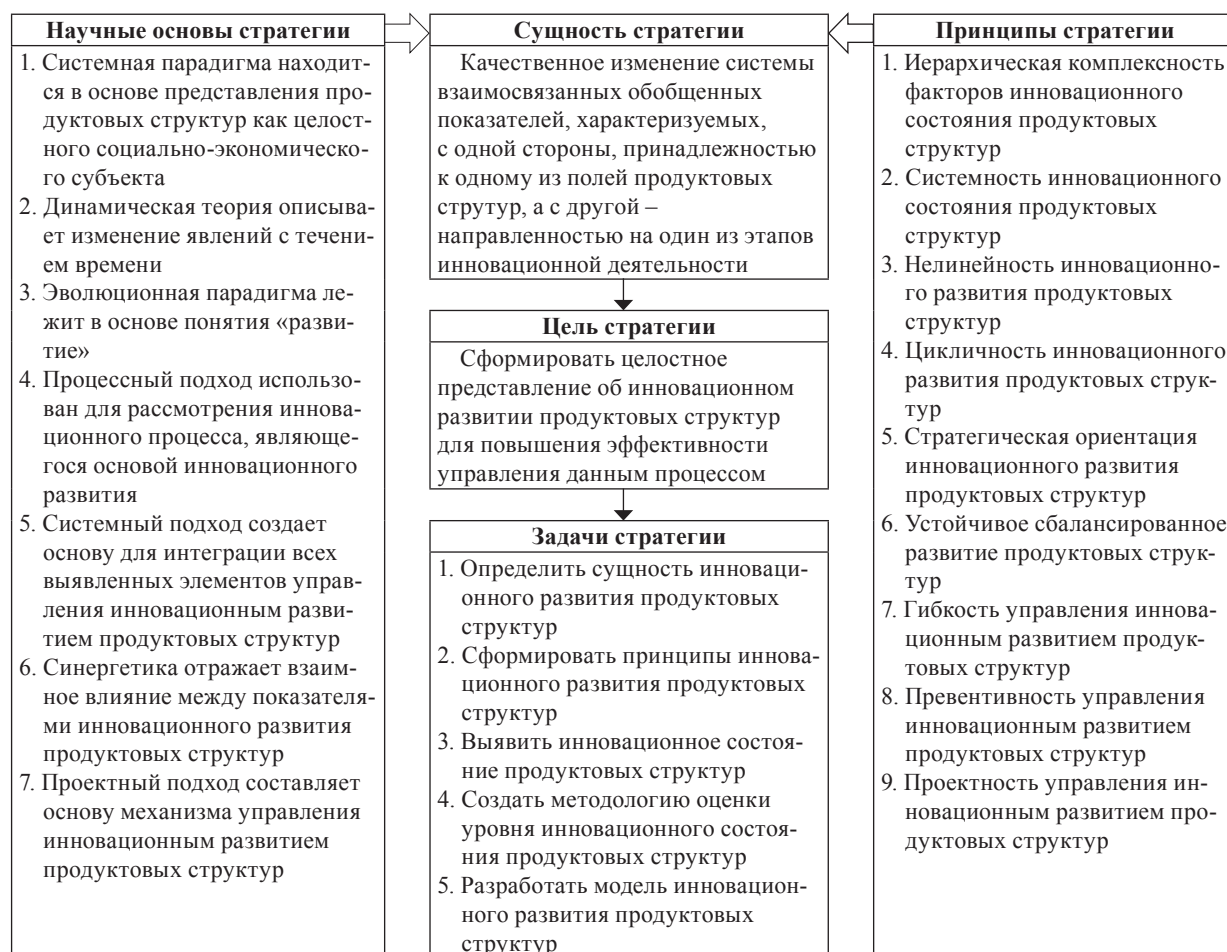 Научные основы стратегии
1. Системная парадигма находит-
ся в основе представления про-
дуктовых структур как целост-
ного социально-экономическо-
го субъекта
2. Динамическая теория описыва-
ет изменение явлений с течени-
ем времени
3. Эволюционная парадигма ле-
жит в основе понятия «разви-
тие»
4. Процессный подход использо-
ван для рассмотрения иннова-
ционного процесса, являюще-
гося основой инновационного
развития
5. Системный подход создает
основу для интеграции всех
выявленных элементов управ-
ления инновационным разви-
тием продуктовых структур
6. Синергетика отражает взаим-
ное влияние между показателя-
ми инновационного развития
продуктовых структур
7. Проектный подход составляет
основу механизма управления
инновационным развитием
продуктовых структур
Сущность стратегии
Качественное изменение системы
взаимосвязанных обобщенных
показателей, характеризуемых,
с одной стороны, принадлежностью
к одному из полей продуктовых
струтур, а с другой –
направленностью на один из этапов
инновационной деятельности
Цель стратегии
Сформировать целостное
представление об инновационном
развитии продуктовых структур
для повышения эффективности
управления данным процессом
Задачи стратегии
1. Определить сущность инноваци-
онного развития продуктовых
структур
2. Сформировать принципы иннова-
ционного развития продуктовых
структур
3. Выявить инновационное состоя-
ние продуктовых структур
4. Создать методологию оценки
уровня инновационного состоя-
ния продуктовых структур
5. Разработать модель инновацион-
ного развития продуктовых
структур
Принципы стратегии
1. Иерархическая комплексность
факторов инновационного
состояния продуктовых
структур
2. Системность инновационного
состояния продуктовых
структур
3. Нелинейность инновационно-
го развития продуктовых
структур
4. Цикличность инновационного
развития продуктовых струк-
тур
5. Стратегическая ориентация
инновационного развития
продуктовых структур
6. Устойчивое сбалансированное
развитие продуктовых струк-
тур
7. Гибкость управления иннова-
ционным развитием продук-
товых структур
8. Превентивность управления
инновационным развитием
продуктовых структур
9. Проектность управления ин-
новационным развитием про-
дуктовых структур